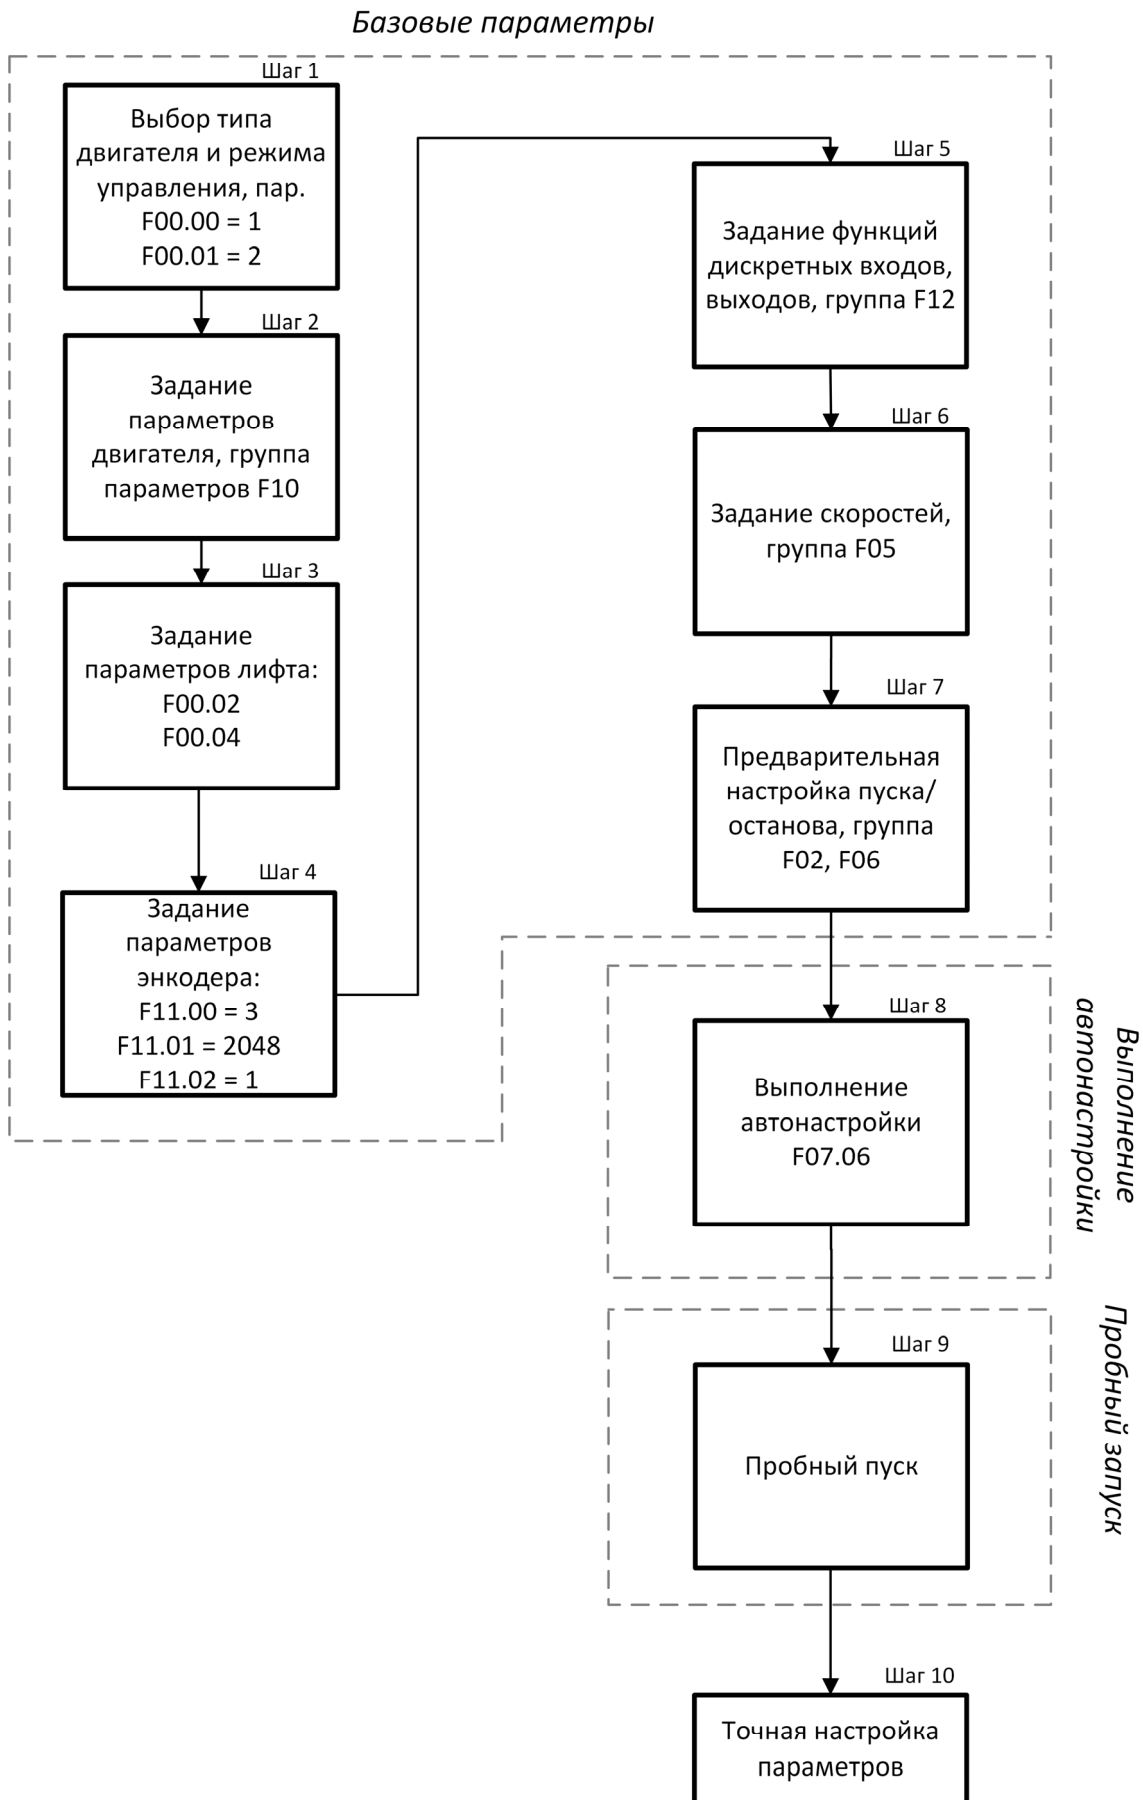 Базовые параметры
Шаг 1
Выбор типа
двигателя и режима
управления, пар.
F00.00 = 1
F00.01 = 2
Шаг 2
Задание
параметров
двигателя, группа
параметров F10
Шаг 3
Задание
параметров лифта:
F00.02
F00.04
Шаг 4
Задание
параметров
энкодера:
F11.00 = 3
F11.01 = 2048
F11.02 = 1
Шаг 5
Задание функций
дискретных входов,
выходов, группа F12
Шаг 6
Задание скоростей,
группа F05
Шаг 7
Предварительная
настройка пуска/
останова, группа
F02, F06
Шаг 8
Выполнение
автонастройки
F07.06
Выполнение
автонастройки
Шаг 9
Пробный пуск
Пробный запуск
Шаг 10
Точная настройка
параметров